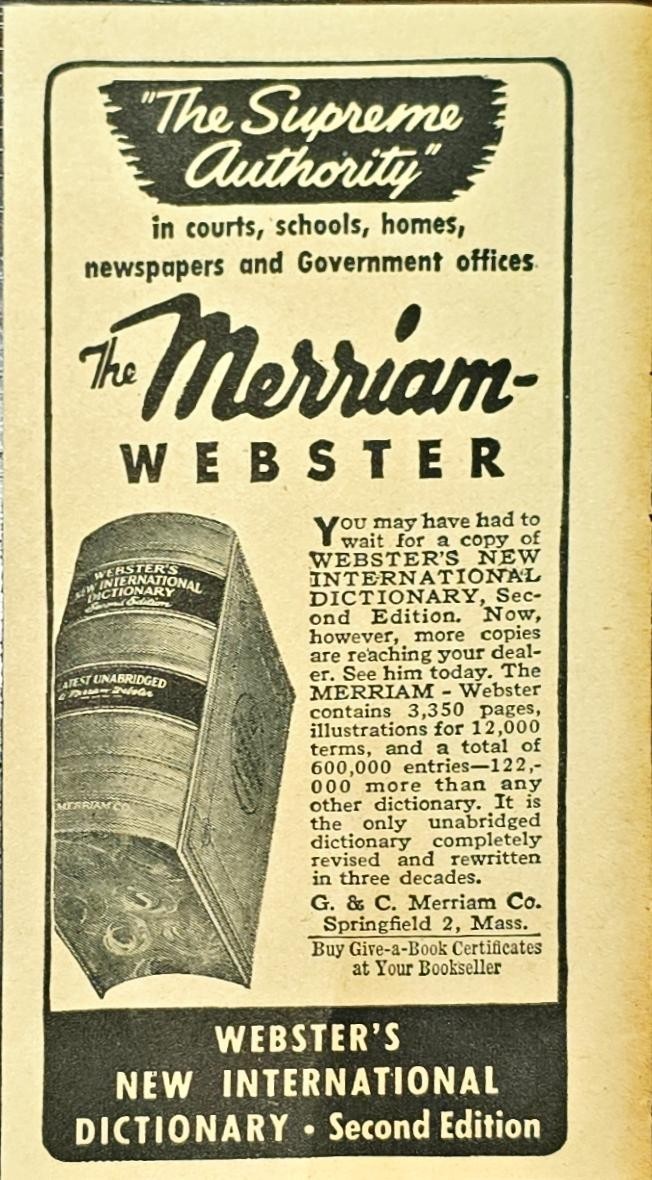 "The Supreme
Authority"
in courts, schools, homes,
newspapers and Government offices
The Merriam-
WEBSTER
WEBSTER'S
NEW INTERNATIONAL
DICTIONARY
Second Edition
LATEST UNABRIDGED
A Merriam-Webster
MERRIAM CO.
You may have had to
wait for a copy of
WEBSTER'S NEW
INTERNATIONAL
DICTIONARY, Sec-
ond Edition. Now,
however, more copies
are reaching your deal-
er. See him today. The
MERRIAM - Webster
contains 3,350 pages,
illustrations for 12,000
terms, and a total of
600,000 entries—122,-
000 more than any
other dictionary. It is
the only unabridged
dictionary completely
revised and rewritten
in three decades.
G. & C. Merriam Co.
Springfield 2, Mass.
Buy Give-a-Book Certificates
at Your Bookseller
WEBSTER'S
NEW INTERNATIONAL
DICTIONARY • Second Edition